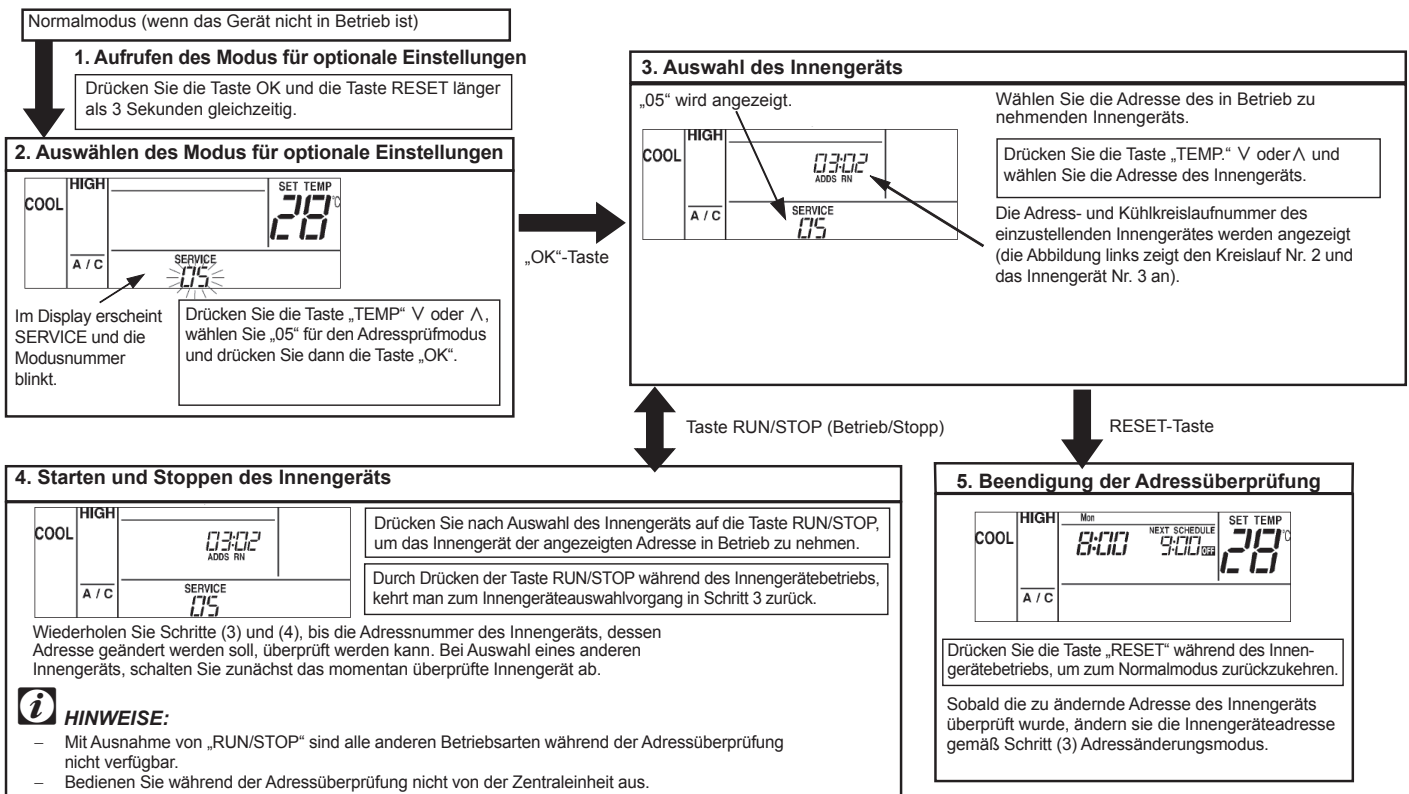 Normalmodus (wenn das Gerät nicht in Betrieb ist)
1. Aufrufen des Modus für optionale Einstellungen
Drücken Sie die Taste OK und die Taste RESET länger
als 3 Sekunden gleichzeitig.
2. Auswählen des Modus für optionale Einstellungen
COOL
HIGH
SET TEMP
28°C
A / C
SERVICE
05
Im Display erscheint
SERVICE und die
Modusnummer
blinkt.
Drücken Sie die Taste „TEMP“ ∨ oder ∧,
wählen Sie „05“ für den Adressprüfmodus
und drücken Sie dann die Taste „OK“.
„OK“-Taste
3. Auswahl des Innengeräts
„05“ wird angezeigt.
COOL
HIGH
03:02
ADDS RN
A / C
SERVICE
05
Wählen Sie die Adresse des in Betrieb zu
nehmenden Innengeräts.
Drücken Sie die Taste „TEMP.“ ∨ oder∧ und
wählen Sie die Adresse des Innengeräts.
Die Adress- und Kühlkreislaufnummer des
einzustellenden Innengerätes werden angezeigt
(die Abbildung links zeigt den Kreislauf Nr. 2 und
das Innengerät Nr. 3 an).
Taste RUN/STOP (Betrieb/Stopp)
RESET-Taste
4. Starten und Stoppen des Innengeräts
COOL
HIGH
03:02
ADDS RN
A / C
SERVICE
05
Drücken Sie nach Auswahl des Innengeräts auf die Taste RUN/STOP,
um das Innengerät der angezeigten Adresse in Betrieb zu nehmen.
Durch Drücken der Taste RUN/STOP während des Innengerätebetriebs,
kehrt man zum Innengeräteauswahlvorgang in Schritt 3 zurück.
Wiederholen Sie Schritte (3) und (4), bis die Adressnummer des Innengeräts, dessen
Adresse geändert werden soll, überprüft werden kann. Bei Auswahl eines anderen
Innengeräts, schalten Sie zunächst das momentan überprüfte Innengerät ab.
i HINWEISE:
– Mit Ausnahme von „RUN/STOP“ sind alle anderen Betriebsarten während der Adressüberprüfung
nicht verfügbar.
– Bedienen Sie während der Adressüberprüfung nicht von der Zentraleinheit aus.
5. Beendigung der Adressüberprüfung
COOL
HIGH
Mon
8:00
NEXT SCHEDULE
9:00 OFF
SET TEMP
28°C
A / C
Drücken Sie die Taste „RESET“ während des Innen-
gerätebetriebs, um zum Normalmodus zurückzukehren.
Sobald die zu ändernde Adresse des Innengeräts
überprüft wurde, ändern sie die Innengeräteadresse
gemäß Schritt (3) Adressänderungsmodus.